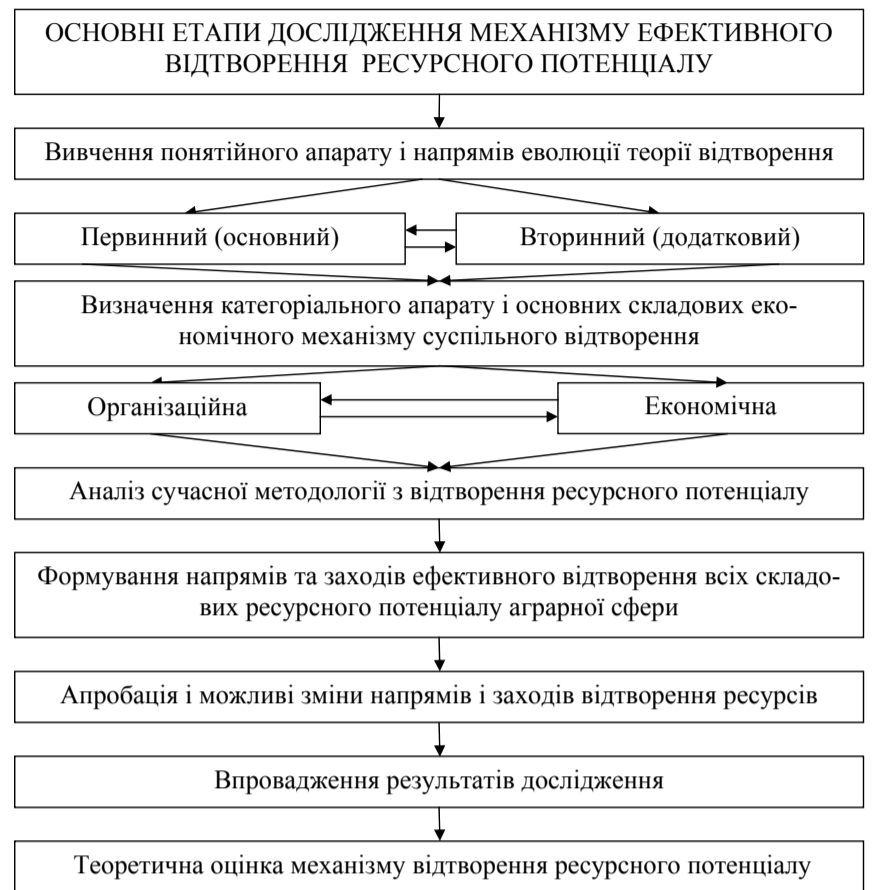 ОСНОВНІ ЕТАПИ ДОСЛІДЖЕННЯ МЕХАНІЗМУ ЕФЕКТИВНОГО
ВІДТВОРЕННЯ РЕСУРСНОГО ПОТЕНЦІАЛУ
Вивчення понятійного апарату і напрямів еволюції теорії відтворення
Первинний (основний)
Вторинний (додатковий)
Визначення категоріального апарату і основних складових еко-
номічного механізму суспільного відтворення
Організаційна
Економічна
Аналіз сучасної методології з відтворення ресурсного потенціалу
Формування напрямів та заходів ефективного відтворення всіх складо-
вих ресурсного потенціалу аграрної сфери
Апробація і можливі зміни напрямів і заходів відтворення ресурсів
Впровадження результатів дослідження
Теоретична оцінка механізму відтворення ресурсного потенціалу